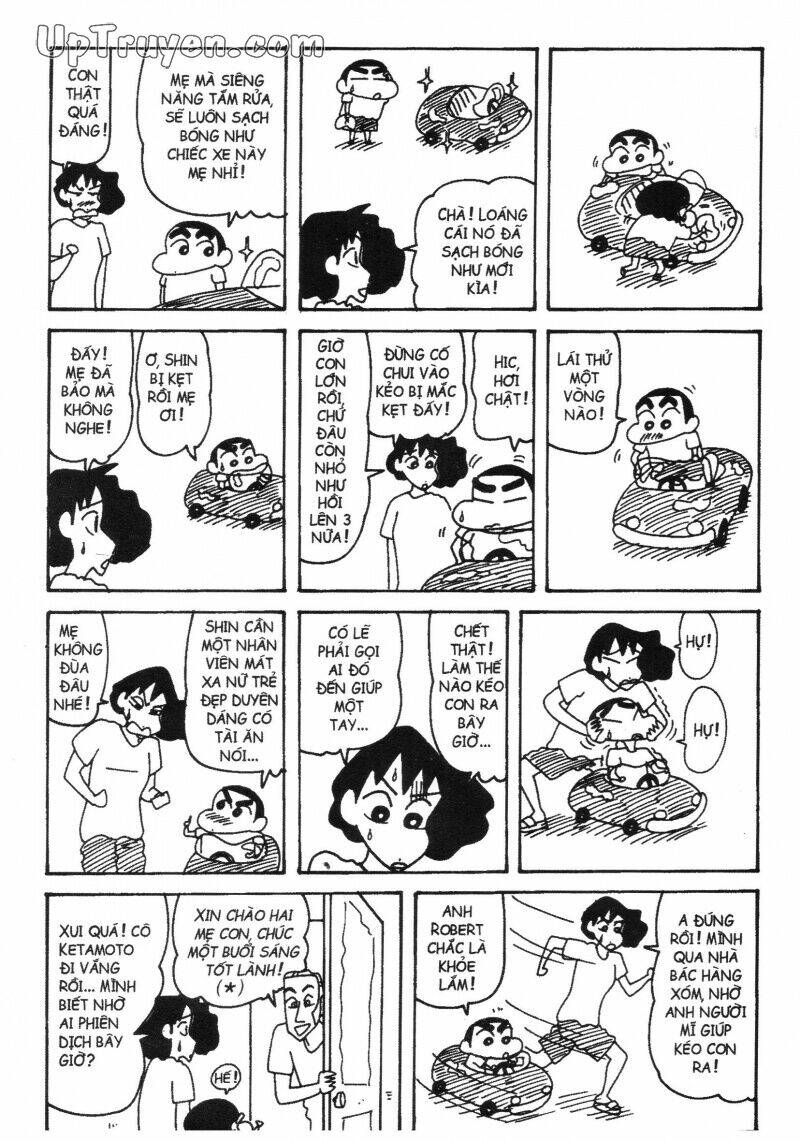 UpTruyen.com
CHÀ! LOÁNG
CÁI NÓ ĐÃ
SẠCH BÓNG
NHƯ MỚI
KÌA!
MẸ MÀ SIÊNG
NĂNG TẮM RỬA,
SẼ LUÔN SẠCH
BÓNG NHƯ
CHIẾC XE NÀY
MẸ NHỈ!
CON
THẬT
QUÁ
ĐÁNG!
LÁI THỬ
MỘT
VÒNG
NÀO!
HIC,
HƠI
CHẬT!
ĐỪNG CỐ
CHUI VÀO
KẺO BỊ MẮC
KẸT ĐẤY!
GIỜ
CON
LỚN
RỒI,
CHỨ
ĐÂU
CÒN
NHỎ
NHƯ
HỒI
LÊN 3
NỮA!
Ơ, SHIN
BỊ KẸT
RỒI MẸ
ƠI!
ĐẤY!
MẸ ĐÃ
BẢO MÀ
KHÔNG
NGHE!
HỰ!
HỰ!
CHẾT
THẬT!
LÀM THẾ
NÀO KÉO
CON RA
BÂY
GIỜ...
CÓ LẼ
PHẢI GỌI
AI ĐÓ
ĐẾN GIÚP
MỘT
TAY...
SHIN CẦN
MỘT NHÂN
VIÊN MÁT
XA NỮ TRẺ
ĐẸP DUYÊN
DÁNG CÓ
TÀI ĂN
NÓI...
MẸ
KHÔNG
ĐÙA
ĐÂU
NHÉ!
A ĐÚNG
RỒI! MÌNH
QUA NHÀ
BÁC HÀNG
XÓM, NHỜ
ANH NGƯỜI
MĨ GIÚP
KÉO CON
RA!
ANH
ROBERT
CHẮC LÀ
KHỎE
LẮM!
XIN CHÀO HAI
MẸ CON, CHÚC
MỘT BUỔI SÁNG
TỐT LÀNH!
(*)
XUI QUÁ! CÔ
KETAMOTO
ĐI VẮNG
RỒI... MÌNH
BIẾT NHỜ
AI PHIÊN
DỊCH BÂY
GIỜ?
HÉ!